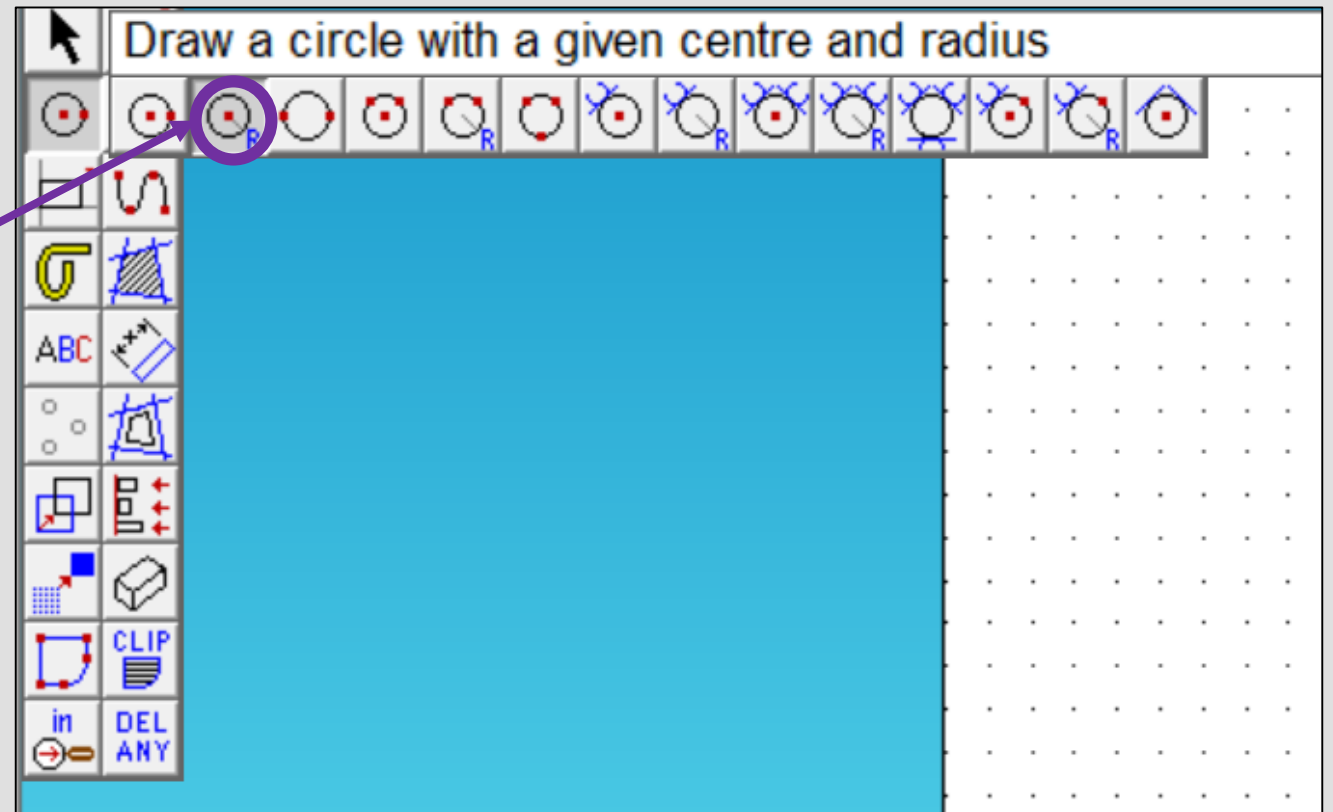 Draw a circle with a given centre and radius
R
R
R
R
R
ABC
CLIP
in
DEL
ANY